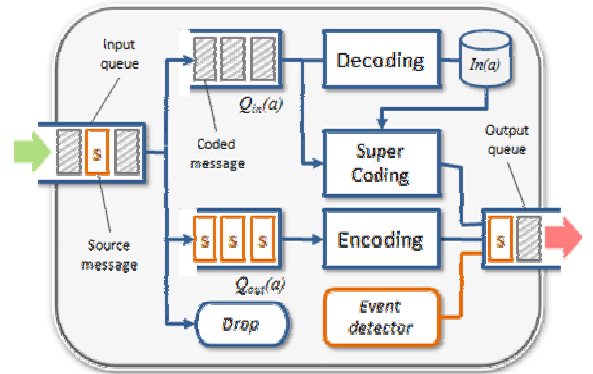 Input
queue
Decoding
In(a)
Qin(a)
Coded
message
Output
queue
Super
Coding
S
Source
message
S
S
S
Encoding
S
Qout(a)
Drop
Event
detector